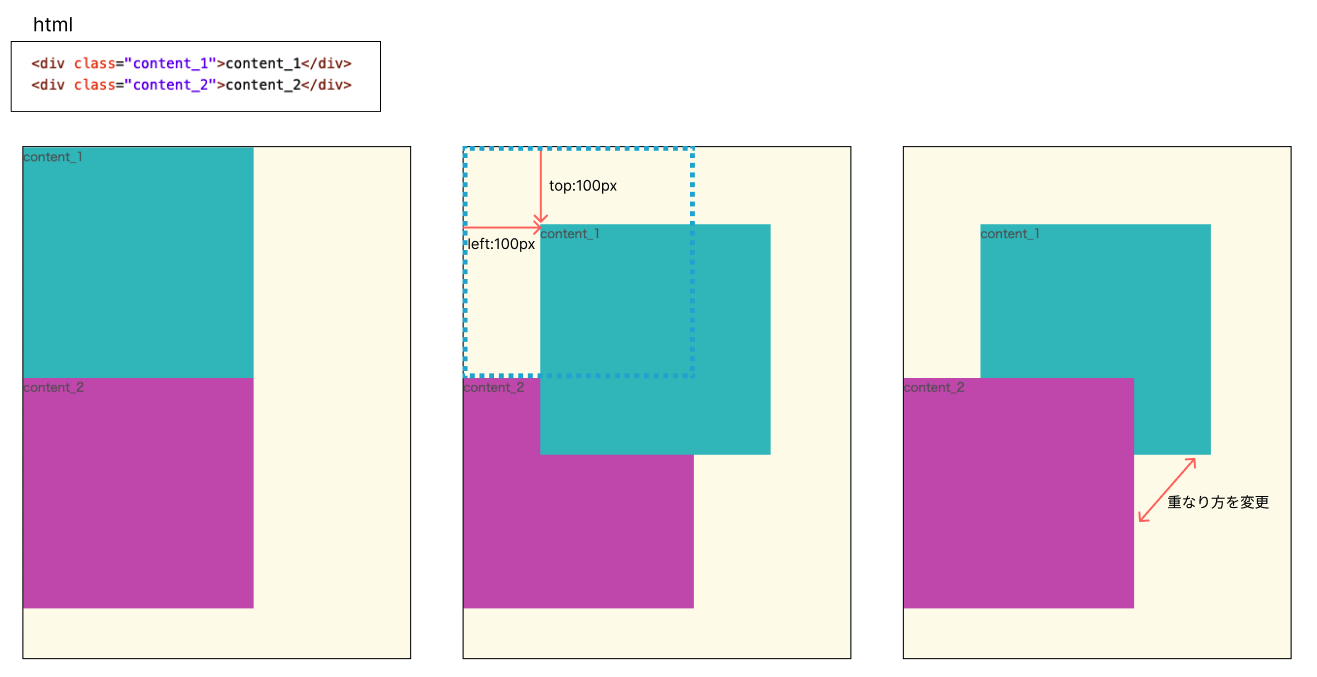 html
<div class="content_1">content_1</div>
<div class="content_2">content_2</div>
content_1
content_2
top:100px
left:100px
content_1
content_2
content_1
content_2
重なり方を変更